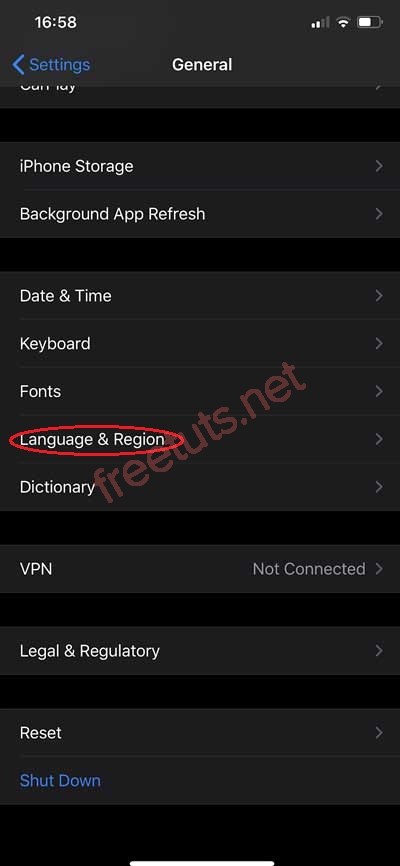 16:58
Settings
General
CarPlay
iPhone Storage
Background App Refresh
Date & Time
Keyboard
Fonts
Language & Region
Dictionary
freetuts.net
VPN Not Connected
Legal & Regulatory
Reset
Shut Down